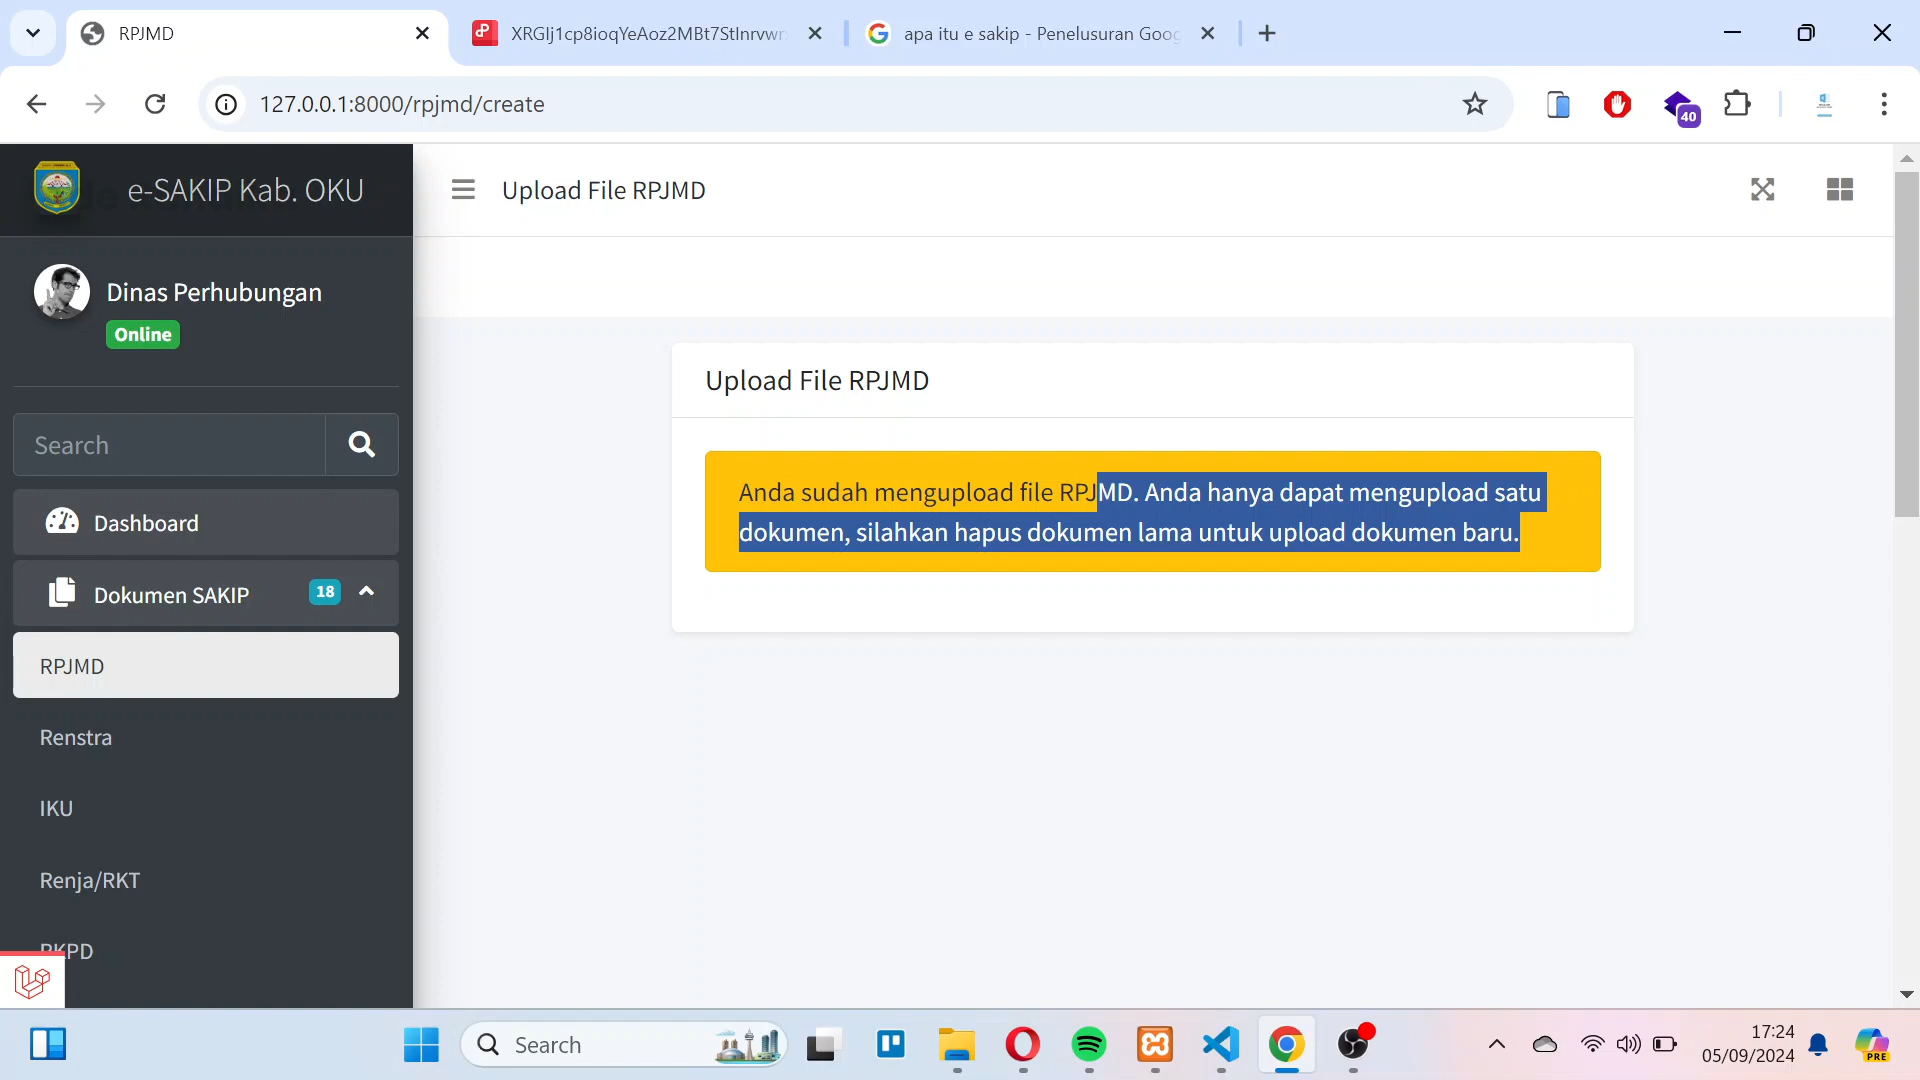 RPJMD
XRGIj1cp8ioqYeAoz2MBt7StInrvwr
apa itu e sakip - Penelusuran Goog
127.0.0.1:8000/rpjmd/create
40
e-SAKIP Kab. OKU
Upload File RPJMD
Dinas Perhubungan
Online
Search
Dashboard
Dokumen SAKIP 18
RPJMD
Renstra
IKU
Renja/RKT
RKPD
Upload File RPJMD
Anda sudah mengupload file RPJMD. Anda hanya dapat mengupload satu
dokumen, silahkan hapus dokumen lama untuk upload dokumen baru.
Search
17:24
05/09/2024
PRE